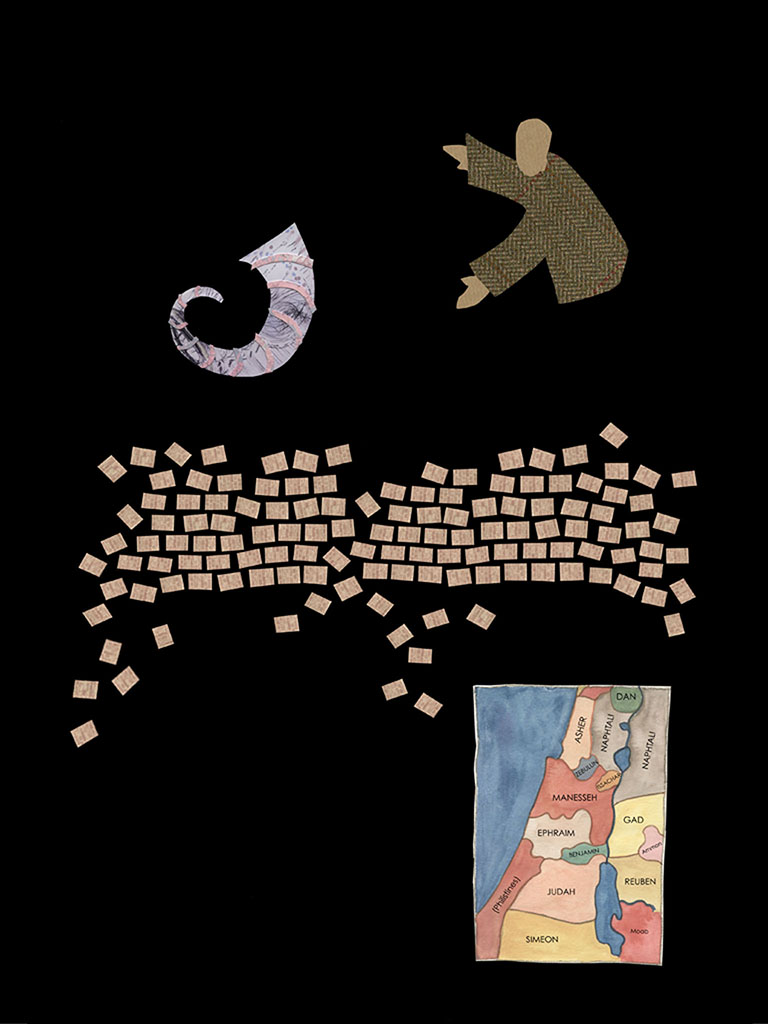 DAN
ASHER
NAPHTALI
NAPHTALI
ZEBULUN
ISSACHAR
MANESSEH
GAD
EPHRAIM
Ammon
BENJAMIN
REUBEN
JUDAH
(Philistines)
Moab
SIMEON